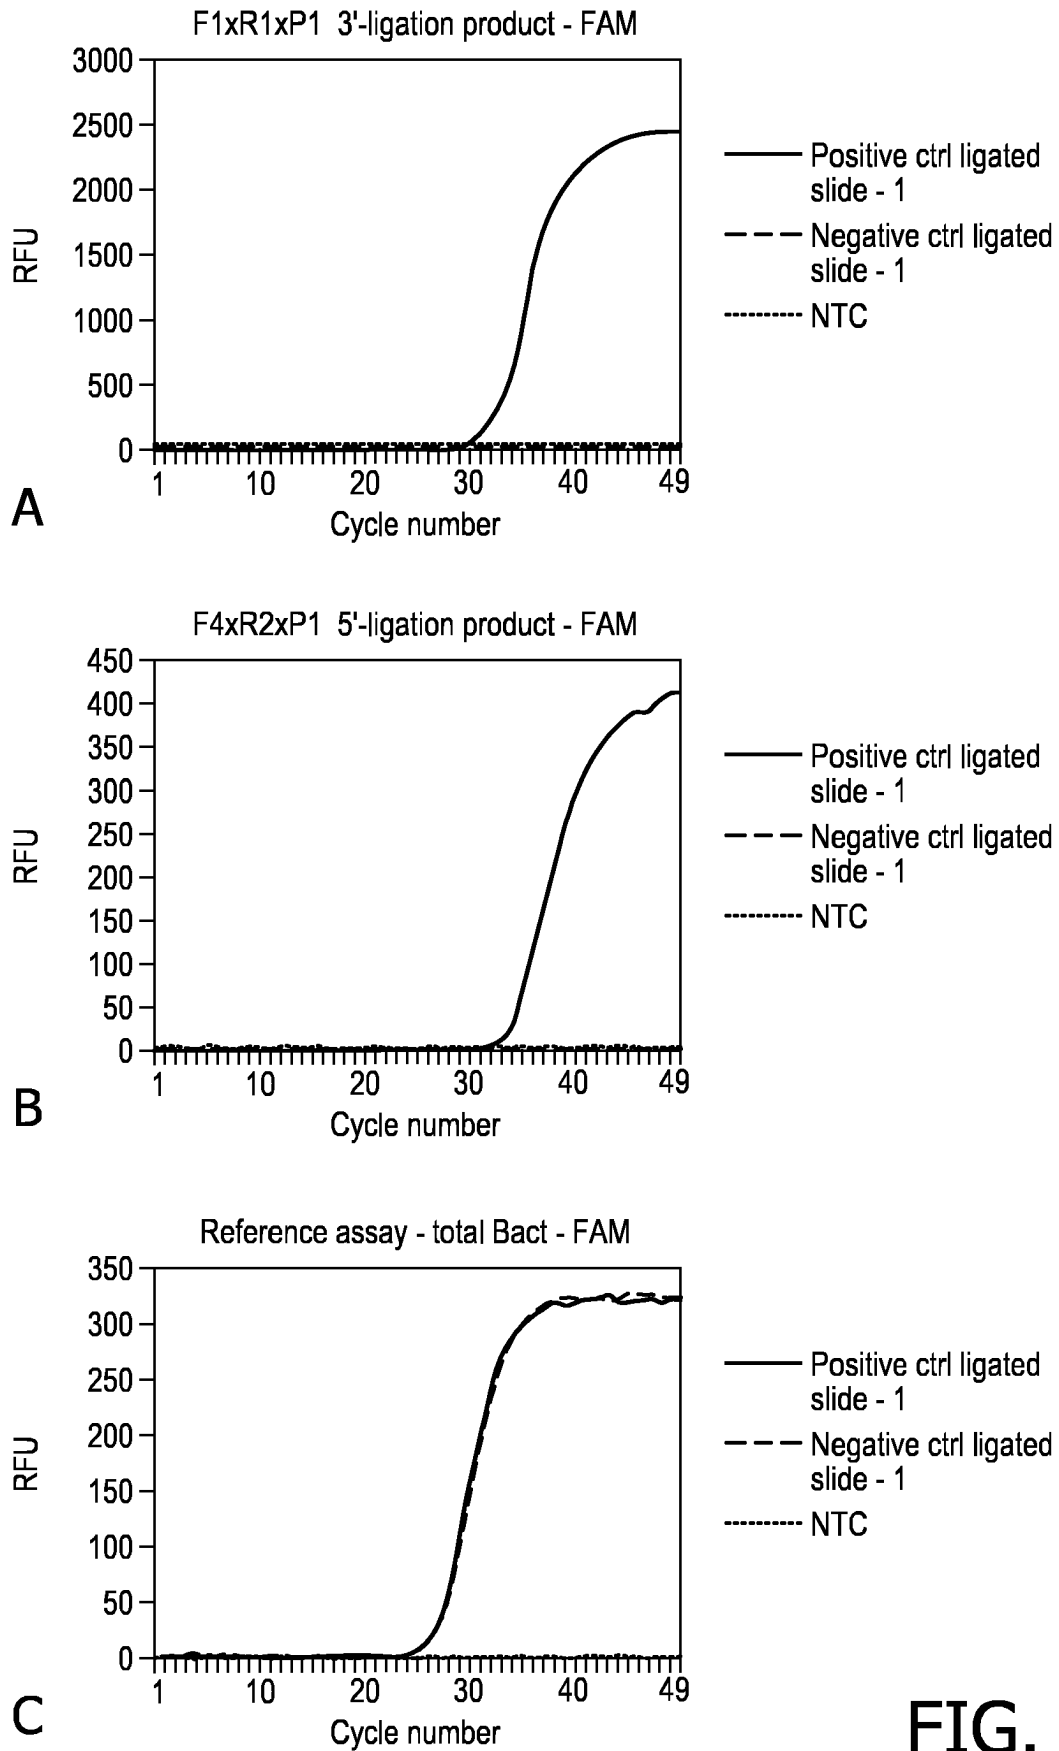 F1xR1xP1 3'-ligation product - FAM
3000
2500
2000
1500
1000
500
0
RFU
1 10 20 30 40 49
Cycle number
Positive ctrl ligated
slide - 1
Negative ctrl ligated
slide - 1
NTC
A
F4xR2xP1 5'-ligation product - FAM
450
400
350
300
250
200
150
100
50
0
RFU
1 10 20 30 40 49
Cycle number
Positive ctrl ligated
slide - 1
Negative ctrl ligated
slide - 1
NTC
B
Reference assay - total Bact - FAM
350
300
250
200
150
100
50
0
RFU
1 10 20 30 40 49
Cycle number
Positive ctrl ligated
slide - 1
Negative ctrl ligated
slide - 1
NTC
C
FIG.